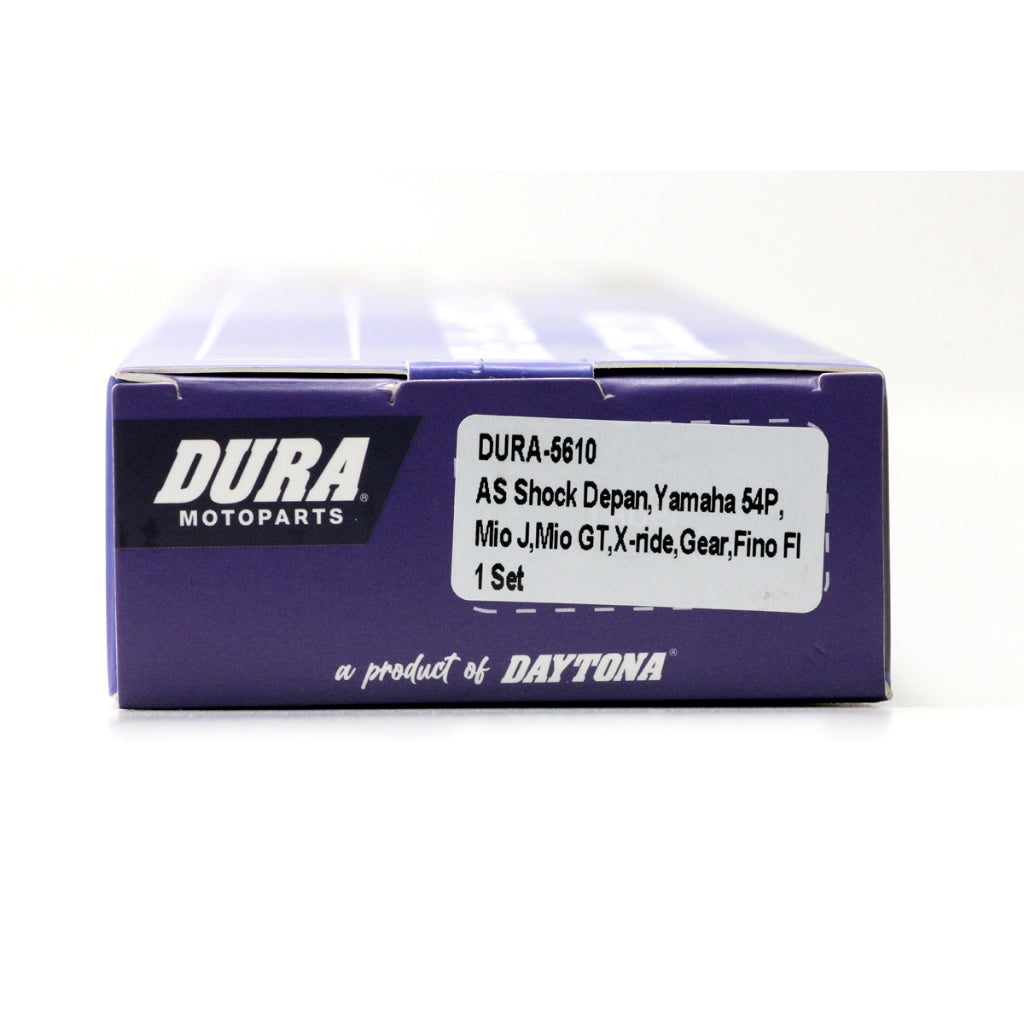 DURA®
MOTOPARTS
DURA-5610
AS Shock Depan,Yamaha 54P,
Mio J,Mio GT,X-ride,Gear,Fino FI
1 Set
a product of DAYTONA®